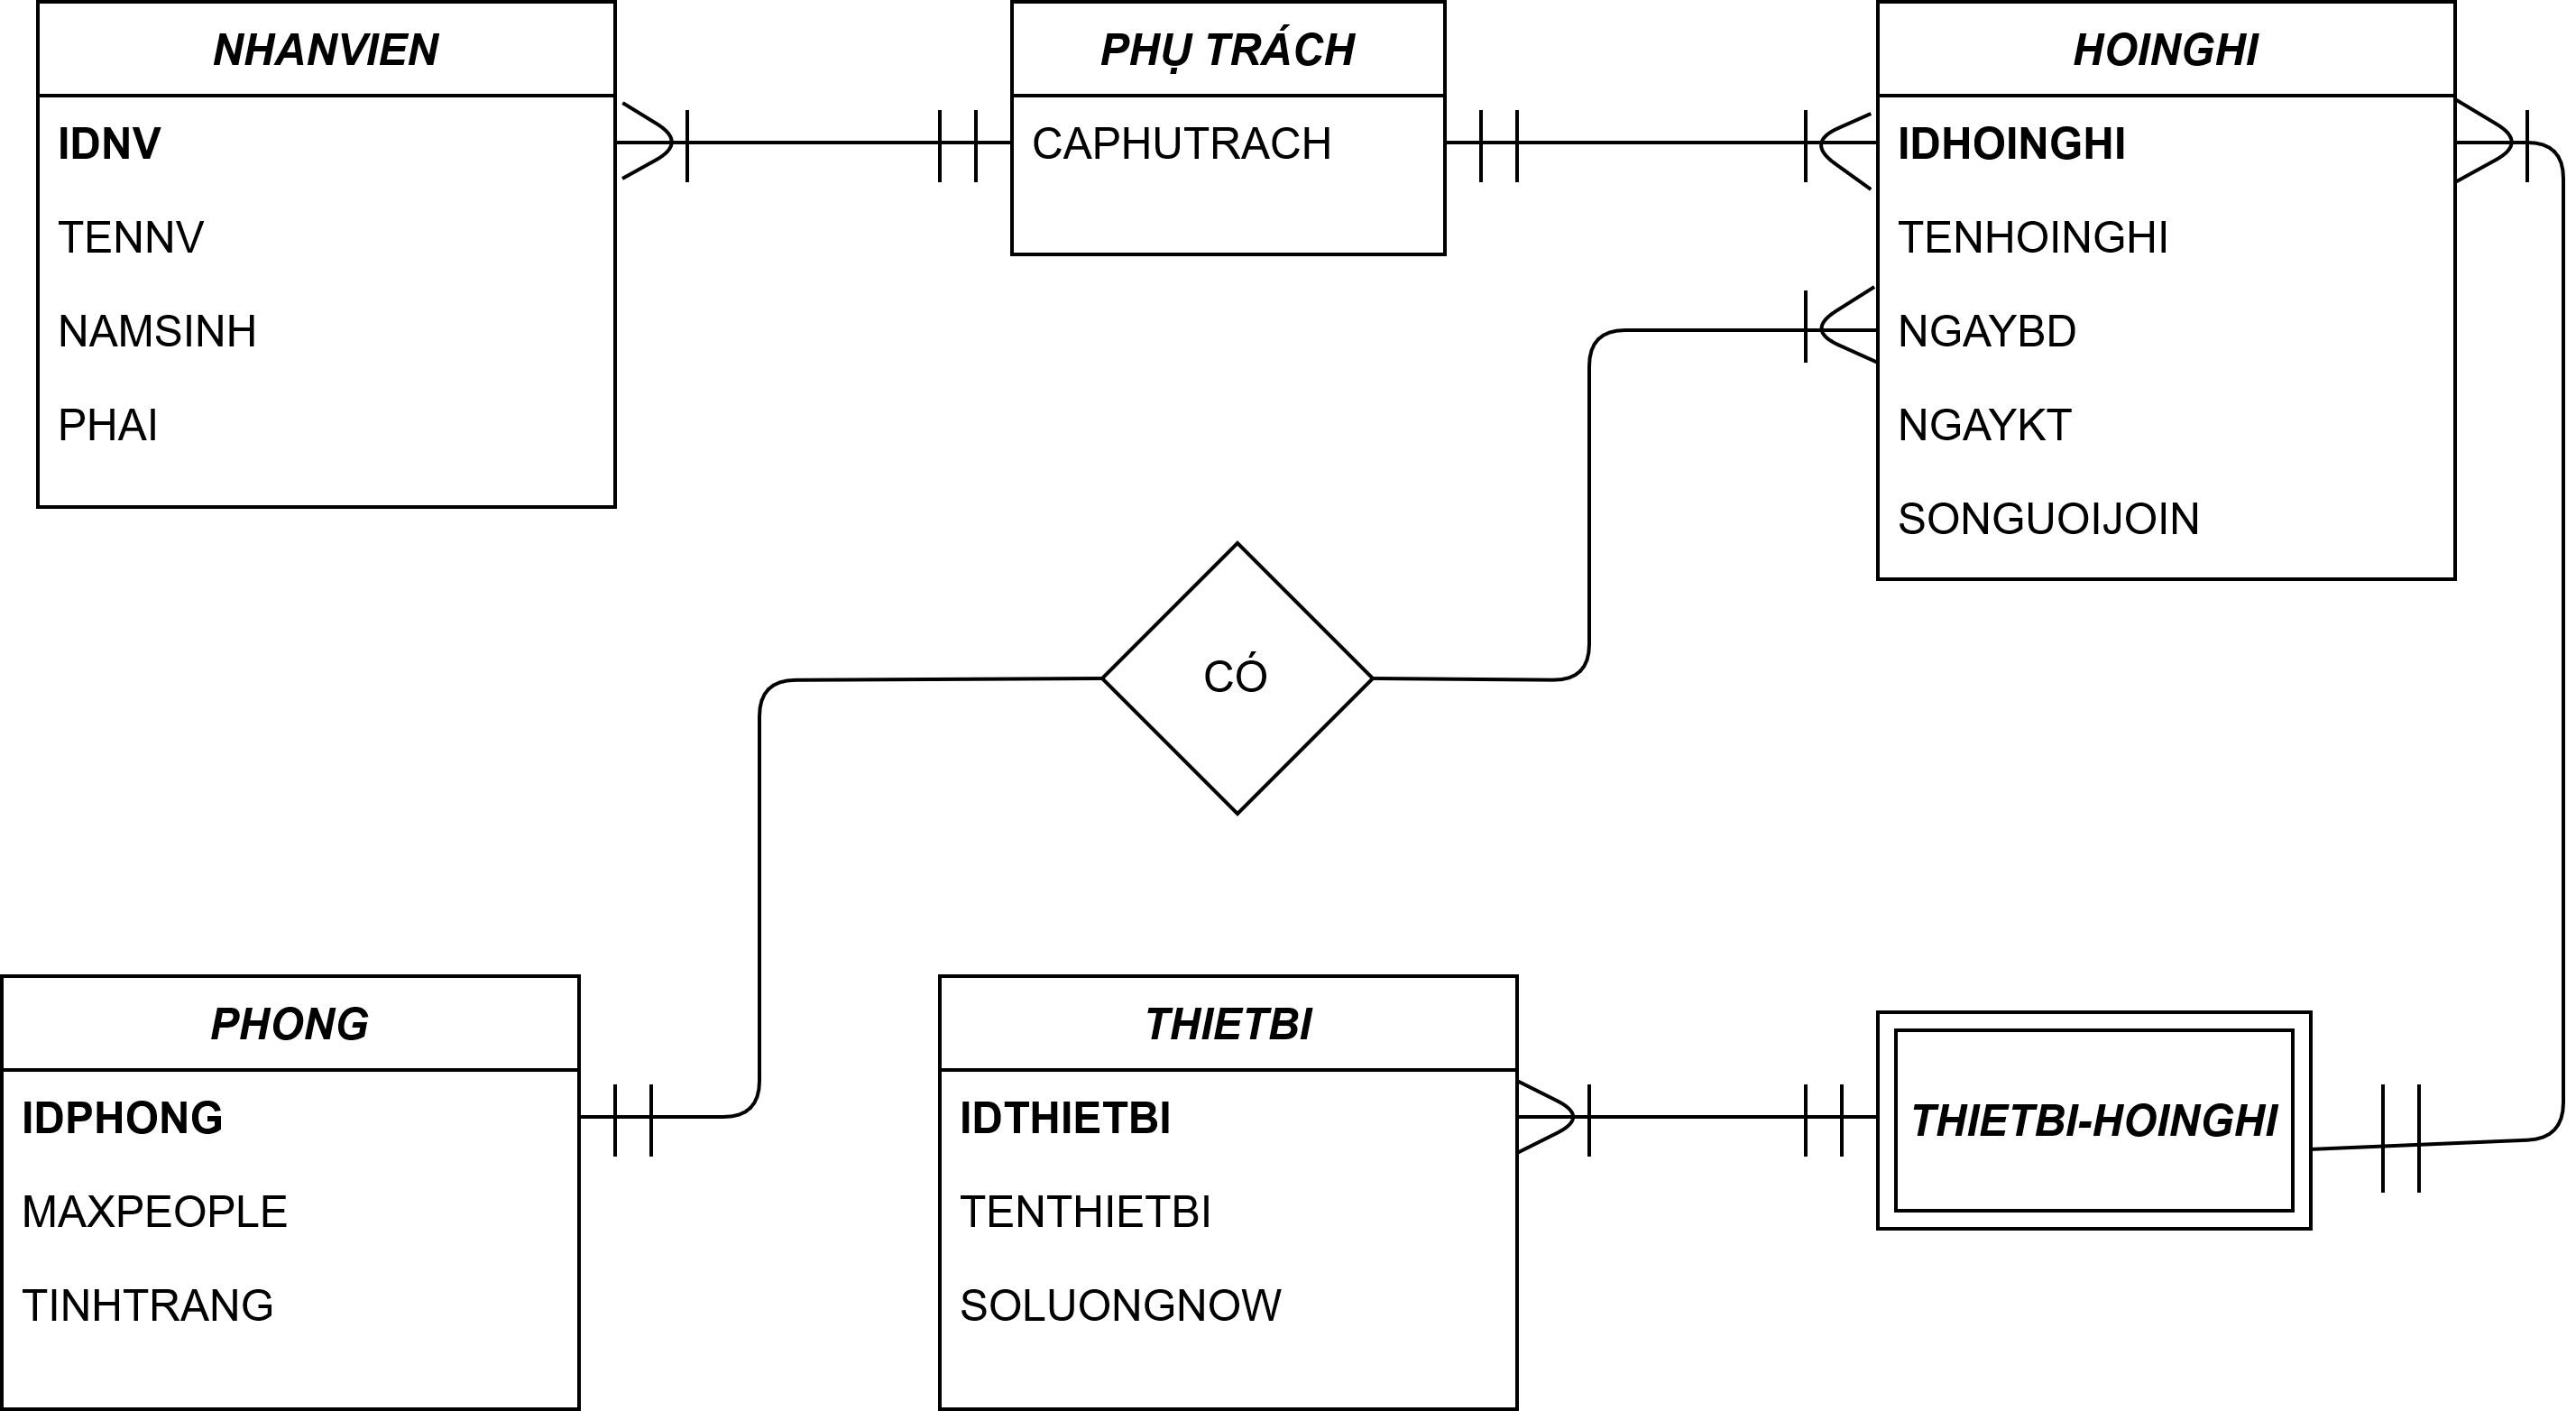 NHANVIEN
IDNV
TENNV
NAMSINH
PHAI
PHỤ TRÁCH
CAPHUTRACH
HOINGHI
IDHOINGHI
TENHOINGHI
NGAYBD
NGAYKT
SONGUOIJOIN
CÓ
PHONG
IDPHONG
MAXPEOPLE
TINHTRANG
THIETBI
IDTHIETBI
TENTHIETBI
SOLUONGNOW
THIETBI-HOINGHI